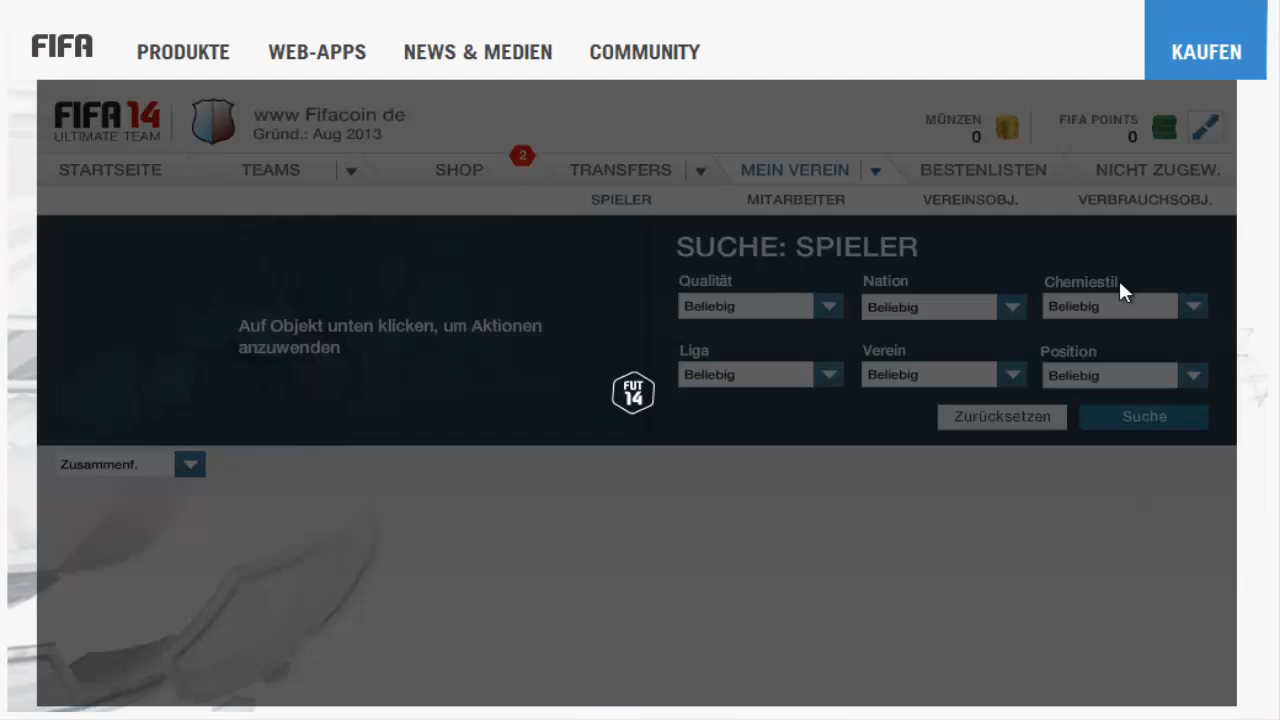 FIFA PRODUKTE WEB-APPS NEWS & MEDIEN COMMUNITY KAUFEN
FIFA 14
ULTIMATE TEAM
www Fifacoin de
Gründ.: Aug 2013
MÜNZEN
0
FIFA POINTS
0
STARTSEITE TEAMS SHOP 2 TRANSFERS MEIN VEREIN BESTENLISTEN NICHT ZUGEW.
SPIELER MITARBEITER VEREINSOBJ. VERBRAUCHSOBJ.
Auf Objekt unten klicken, um Aktionen
anzuwenden
SUCHE: SPIELER
Qualität Nation Chemiestil
Beliebig Beliebig Beliebig
Liga Verein Position
Beliebig Beliebig Beliebig
Zurücksetzen Suche
FUT
14
Zusammenf.